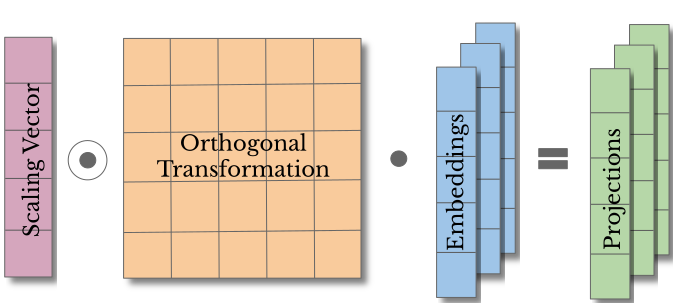 Scaling Vector
Orthogonal
Transformation
Embeddings
Projections